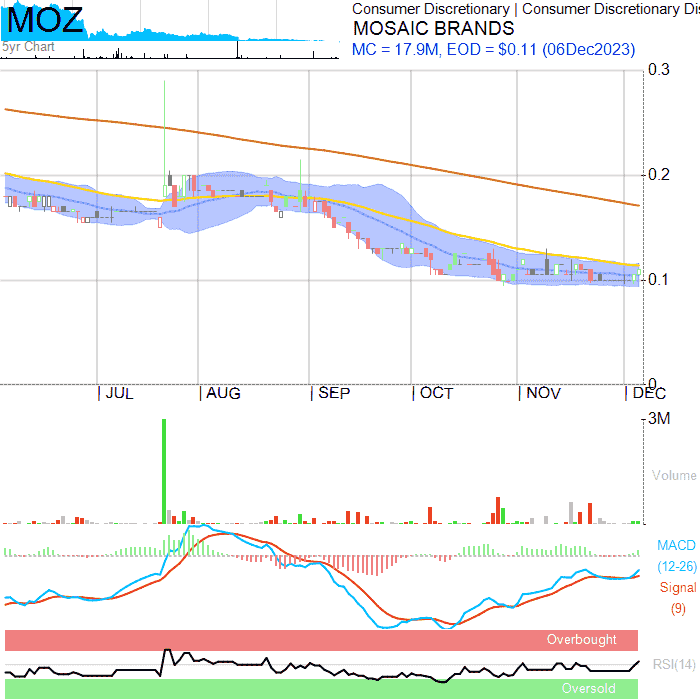 MOZ
5yr Chart
Consumer Discretionary | Consumer Discretionary Dis
MOSAIC BRANDS
MC = 17.9M, EOD = $0.11 (06Dec2023)
0.3
0.2
0.1
0
JUL AUG SEP OCT NOV DEC
3M
Volume
MACD
(12-26)
Signal
(9)
Overbought
RSI(14)
Oversold